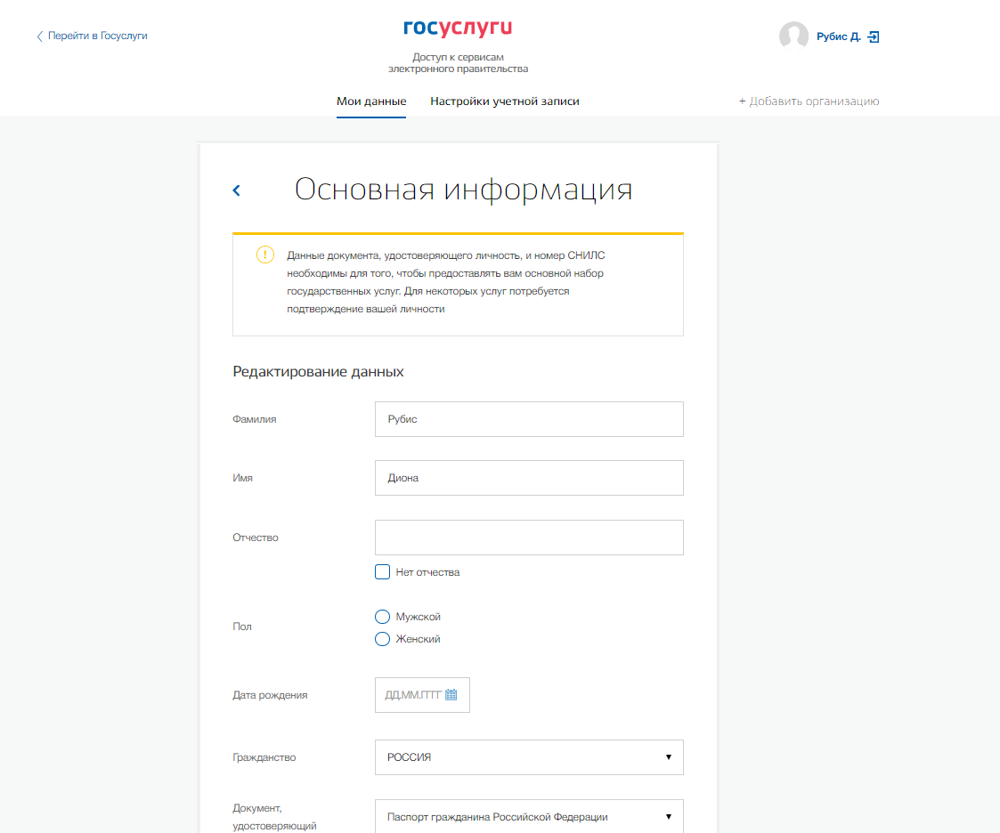 Перейти в Госуслуги
госуслуги
Рубис Д.
Доступ к сервисам
электронного правительства
Мои данные
Настройки учетной записи
+ Добавить организацию
Основная информация
Данные документа, удостоверяющего личность, и номер СНИЛС
необходимы для того, чтобы предоставлять вам основной набор
государственных услуг. Для некоторых услуг потребуется
подтверждение вашей личности
Редактирование данных
Фамилия
Рубис
Имя
Диона
Отчество
Нет отчества
Пол
Мужской
Женский
Дата рождения
ДД.ММ.ГГГГ
Гражданство
РОССИЯ
Документ,
удостоверяющий
Паспорт гражданина Российской Федерации